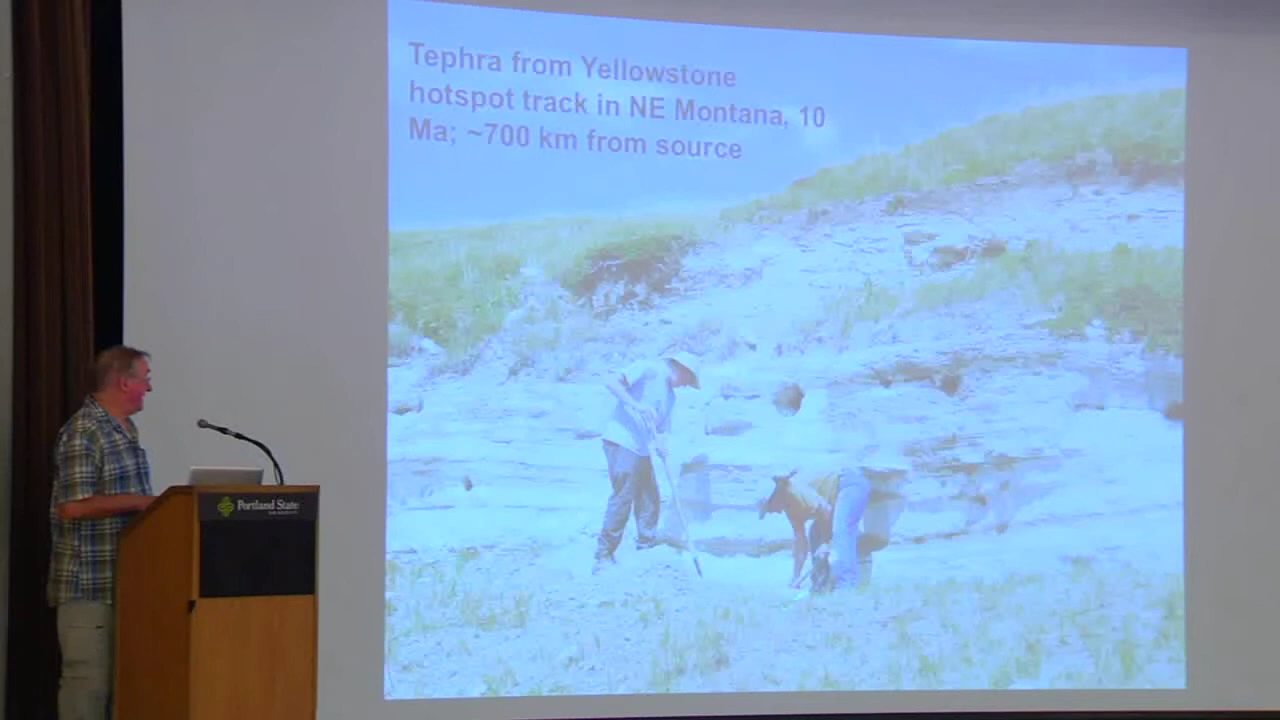 Tephra from Yellowstone
hotspot track in NE Montana, 10
Ma; ~700 km from source
Portland State